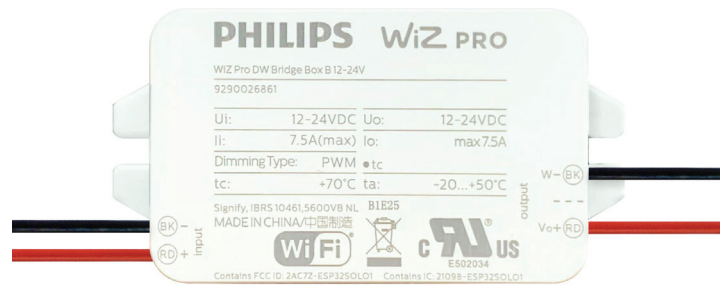 PHILIPS WiZ PRO
WIZ Pro DW Bridge Box B 12-24V
9290026861
Ui: 12-24VDC Uo: 12-24VDC
Ii: 7.5A(max) Io: max 7.5A
Dimming Type: PWM •tc
tc: +70°C ta: -20...+50°C
Signify, IBRS 10461, 5600VB NL B1E25
MADE IN CHINA/中国制造
BK - input
RD +
WiFi
c RU US
E502034
output
W- BK
---
Vo+ RD
Contains FCC ID: 2AC7Z-ESP32SOLO1 Contains IC: 21098-ESP32SOLO1